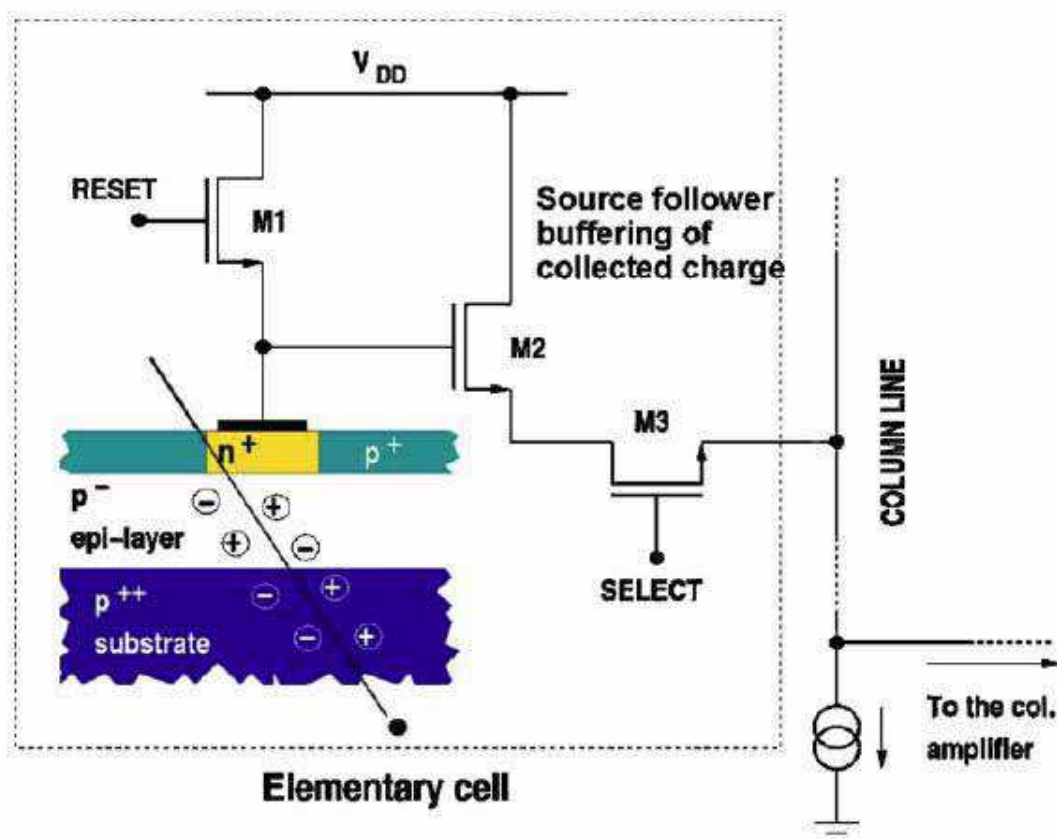 V DD
RESET
M1
Source follower
buffering of
collected charge
M2
M3
n+
p+
p−
epi-layer
p++
substrate
SELECT
COLUMN LINE
To the col.
amplifier
Elementary cell